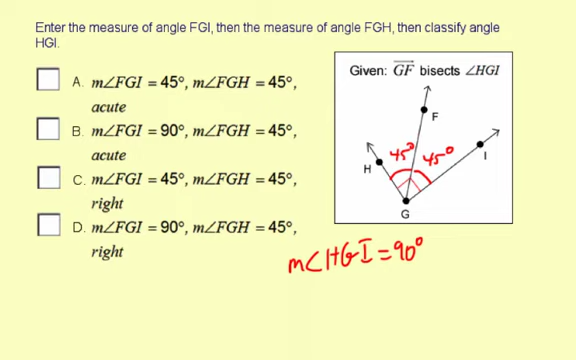 Enter the measure of angle FGI, then the measure of angle FGH, then classify angle
HGI.
A. m∠FGI = 45°, m∠FGH = 45°,
acute
B. m∠FGI = 90°, m∠FGH = 45°,
acute
C. m∠FGI = 45°, m∠FGH = 45°,
right
D. m∠FGI = 90°, m∠FGH = 45°,
right
Given: GF bisects ∠HGI
F
45° 45°
H
I
G
m∠HGI = 90°